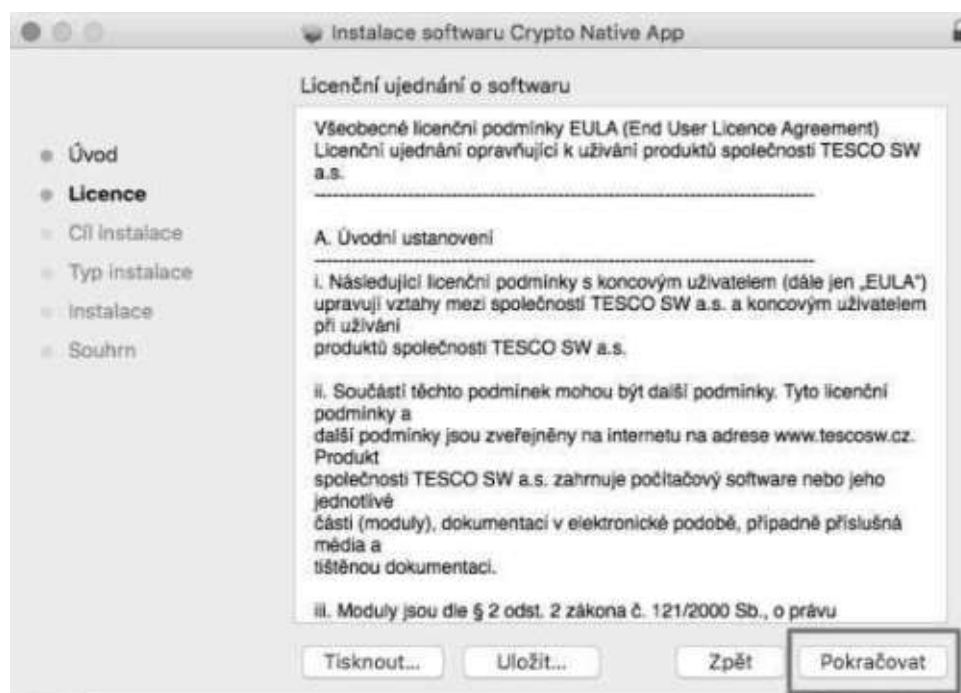 Instalace softwaru Crypto Native App
Licenční ujednání o softwaru
Úvod
Licence
Cíl instalace
Typ instalace
Instalace
Souhrn
Všeobecné licenční podmínky EULA (End User Licence Agreement)
Licenční ujednání opravňující k užívání produktů společnosti TESCO SW
a.s.
--------------------------------------------------------------------------------
A. Úvodní ustanovení
--------------------------------------------------------------------------------
i. Následující licenční podmínky s koncovým uživatelem (dále jen „EULA“)
upravují vztahy mezi společností TESCO SW a.s. a koncovým uživatelem
při užívání
produktů společnosti TESCO SW a.s.
ii. Součástí těchto podmínek mohou být další podmínky. Tyto licenční
podmínky a
další podmínky jsou zveřejněny na internetu na adrese www.tescosw.cz.
Produkt
společnosti TESCO SW a.s. zahrnuje počítačový software nebo jeho
jednotlivé
části (moduly), dokumentaci v elektronické podobě, případně příslušná
média a
tištěnou dokumentaci.
iii. Moduly jsou dle § 2 odst. 2 zákona č. 121/2000 Sb., o právu
Tisknout...
Uložit...
Zpět
Pokračovat